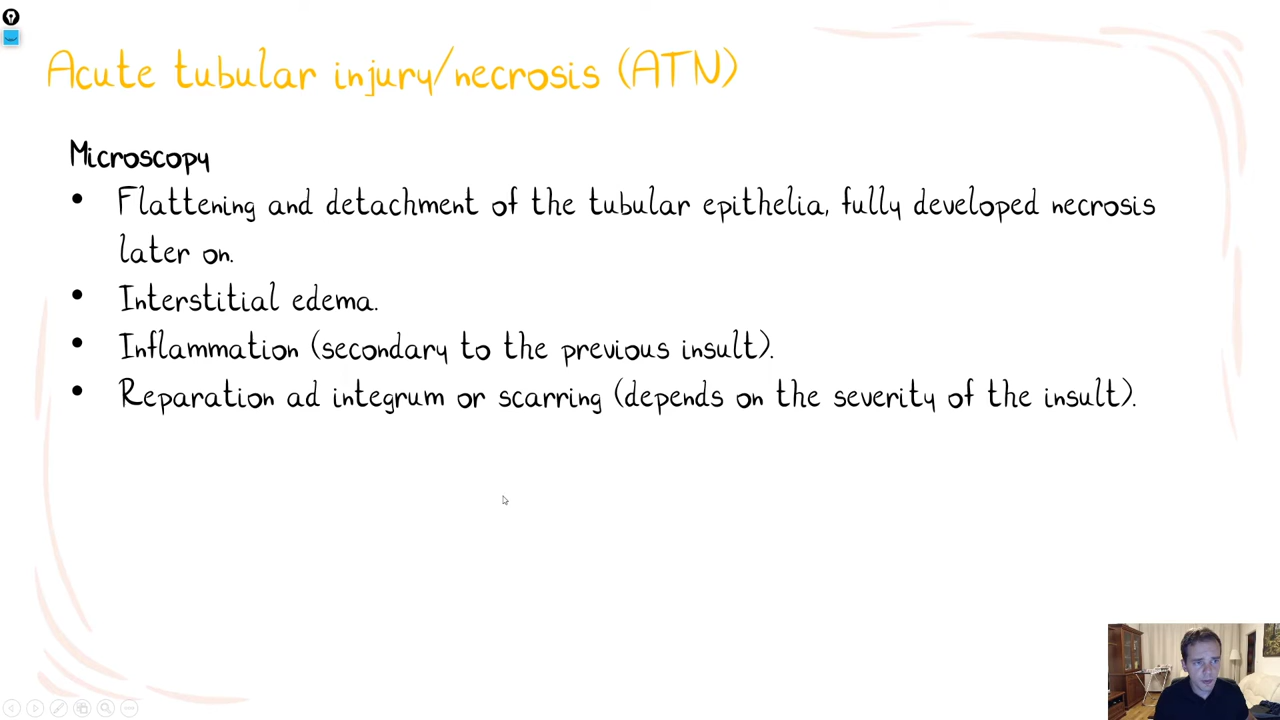 Acute tubular injury/necrosis (ATN)
Microscopy
• Flattening and detachment of the tubular epithelia, fully developed necrosis
later on.
• Interstitial edema.
• Inflammation (secondary to the previous insult).
• Reparation ad integrum or scarring (depends on the severity of the insult).